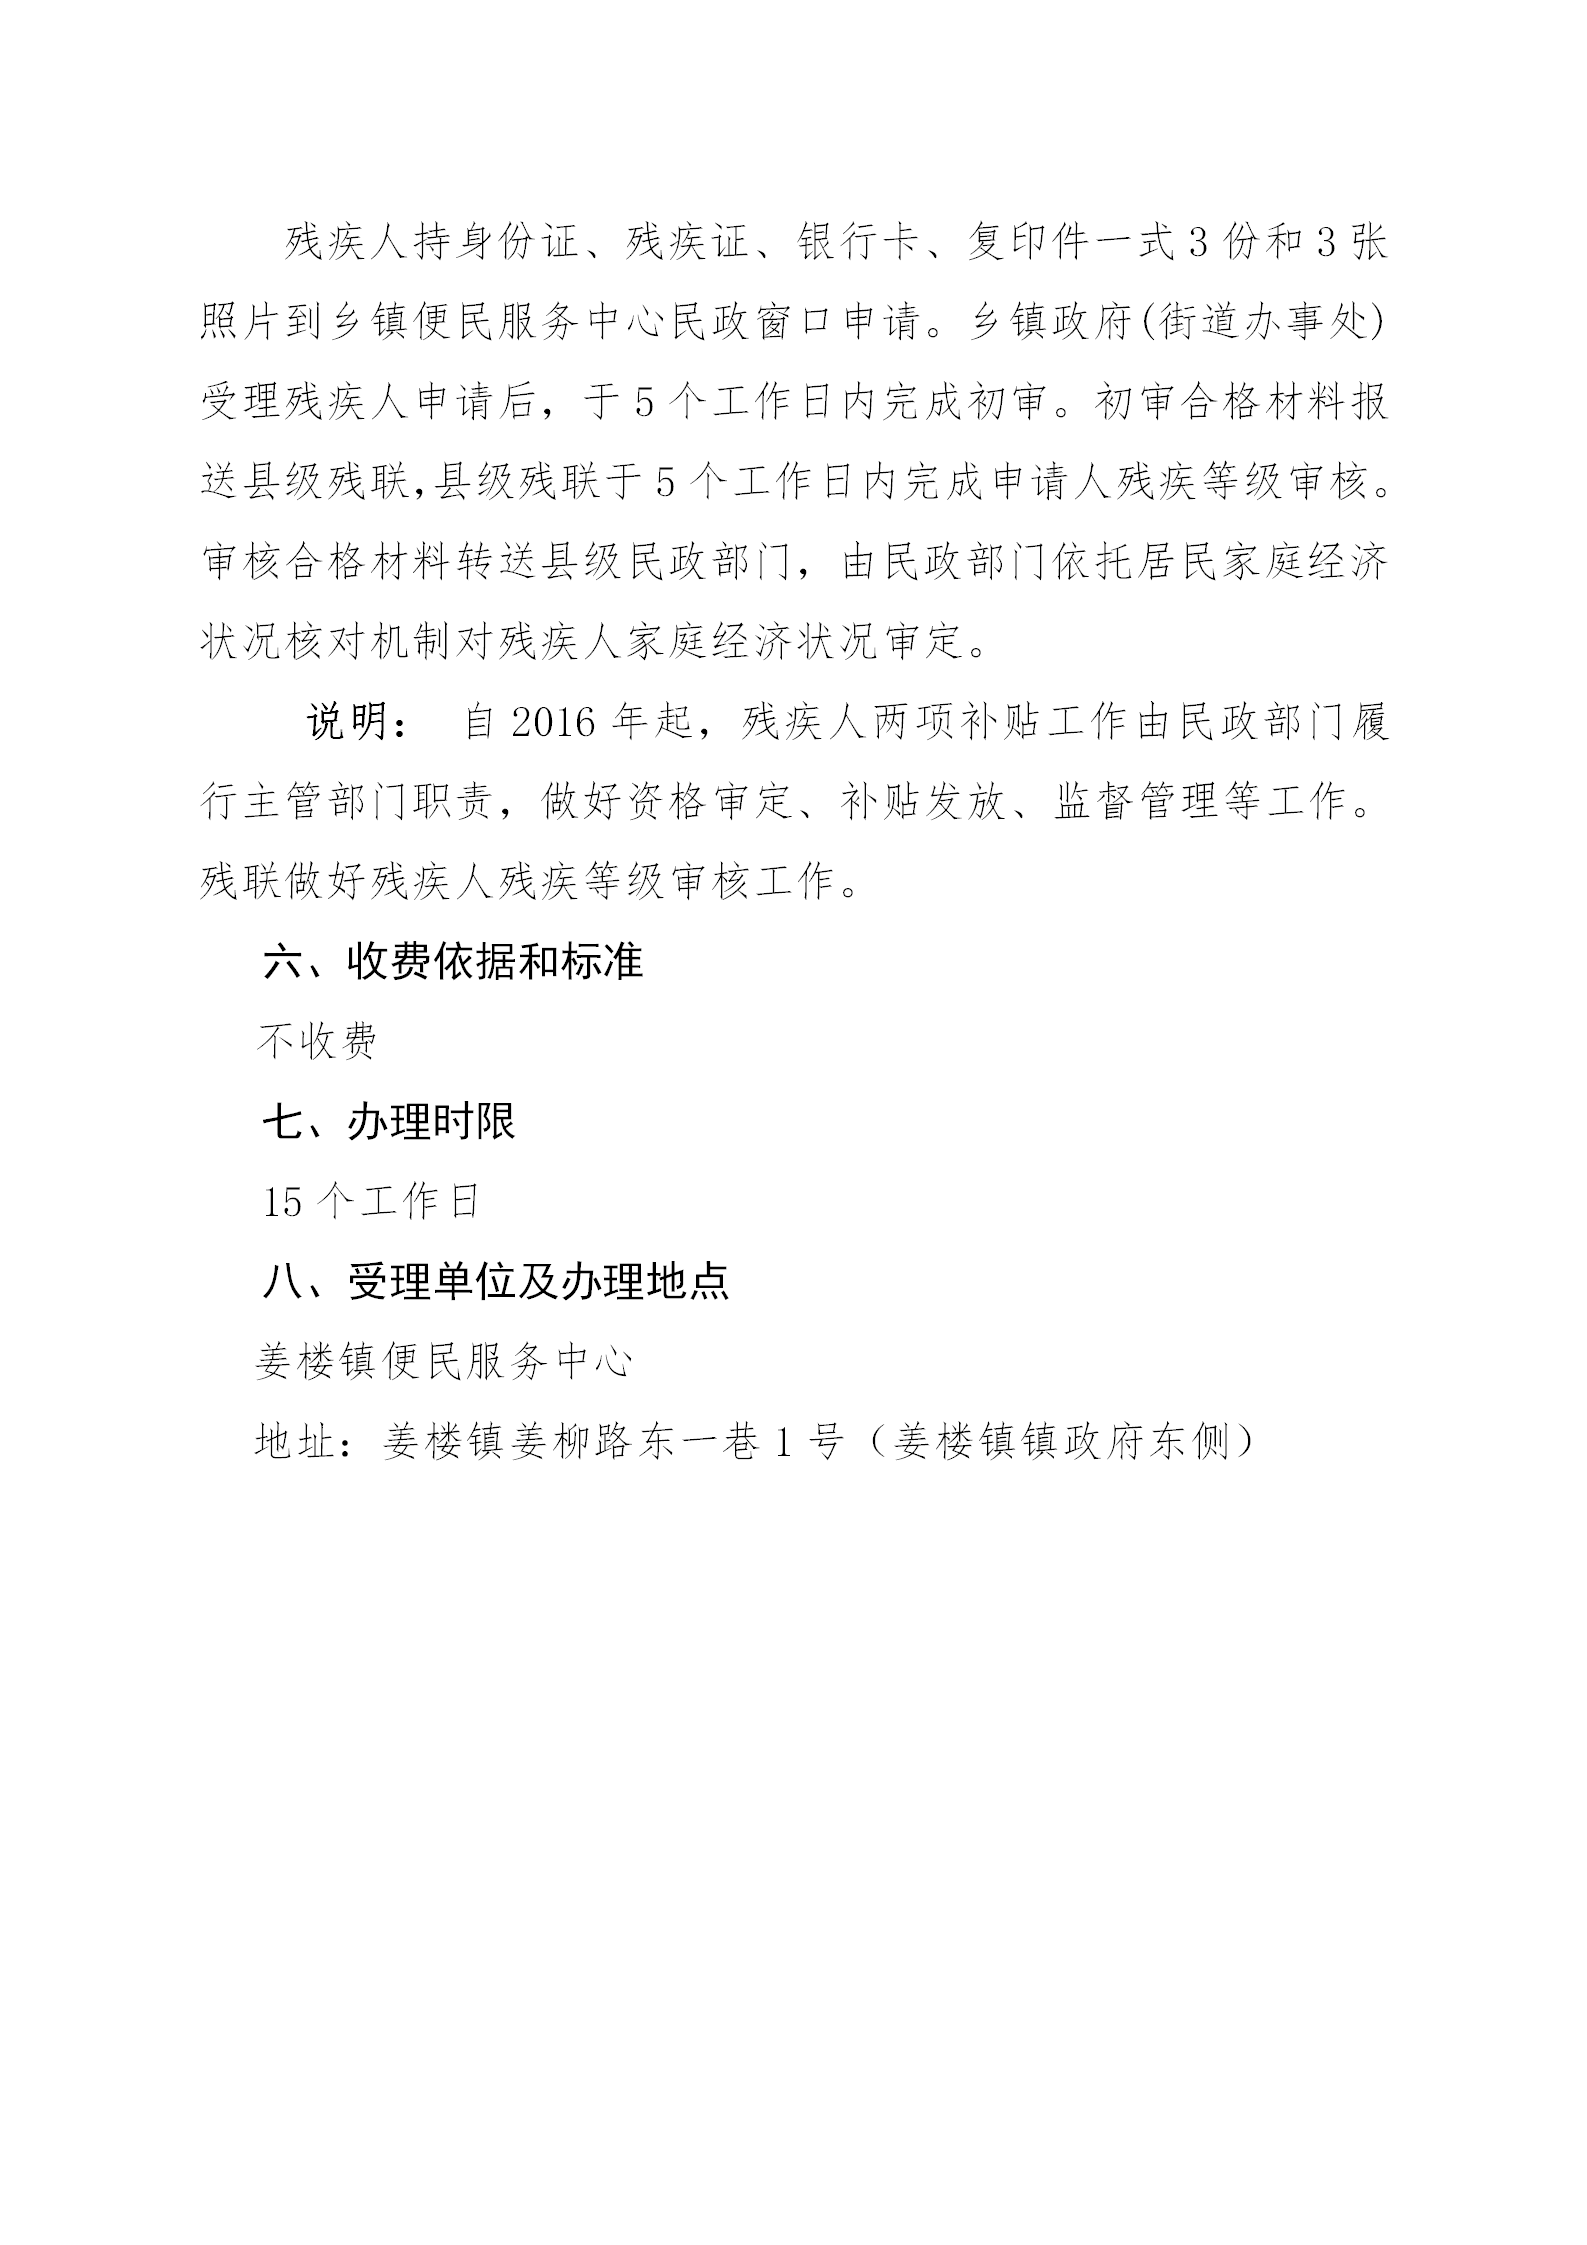 残疾人持身份证、残疾证、银行卡、复印件一式 3 份和 3 张
照片到乡镇便民服务中心民政窗口申请。乡镇政府(街道办事处)
受理残疾人申请后，于 5 个工作日内完成初审。初审合格材料报
送县级残联,县级残联于 5 个工作日内完成申请人残疾等级审核。
审核合格材料转送县级民政部门，由民政部门依托居民家庭经济
状况核对机制对残疾人家庭经济状况审定。
说明： 自 2016 年起，残疾人两项补贴工作由民政部门履
行主管部门职责，做好资格审定、补贴发放、监督管理等工作。
残联做好残疾人残疾等级审核工作。
六、收费依据和标准
不收费
七、办理时限
15 个工作日
八、受理单位及办理地点
姜楼镇便民服务中心
地址：姜楼镇姜柳路东一巷 1 号（姜楼镇镇政府东侧）